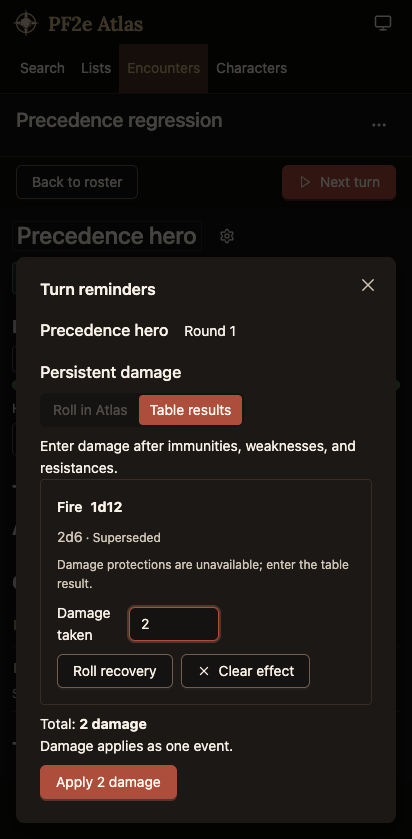 PF2e Atlas
Search Lists Encounters Characters
Precedence regression
...
Back to roster
Next turn
Precedence hero
Turn reminders
Precedence hero Round 1
Persistent damage
Roll in Atlas Table results
Enter damage after immunities, weaknesses, and
resistances.
Fire 1d12
2d6 · Superseded
Damage protections are unavailable; enter the table
result.
Damage
taken
2
Roll recovery
Clear effect
Total: 2 damage
Damage applies as one event.
Apply 2 damage